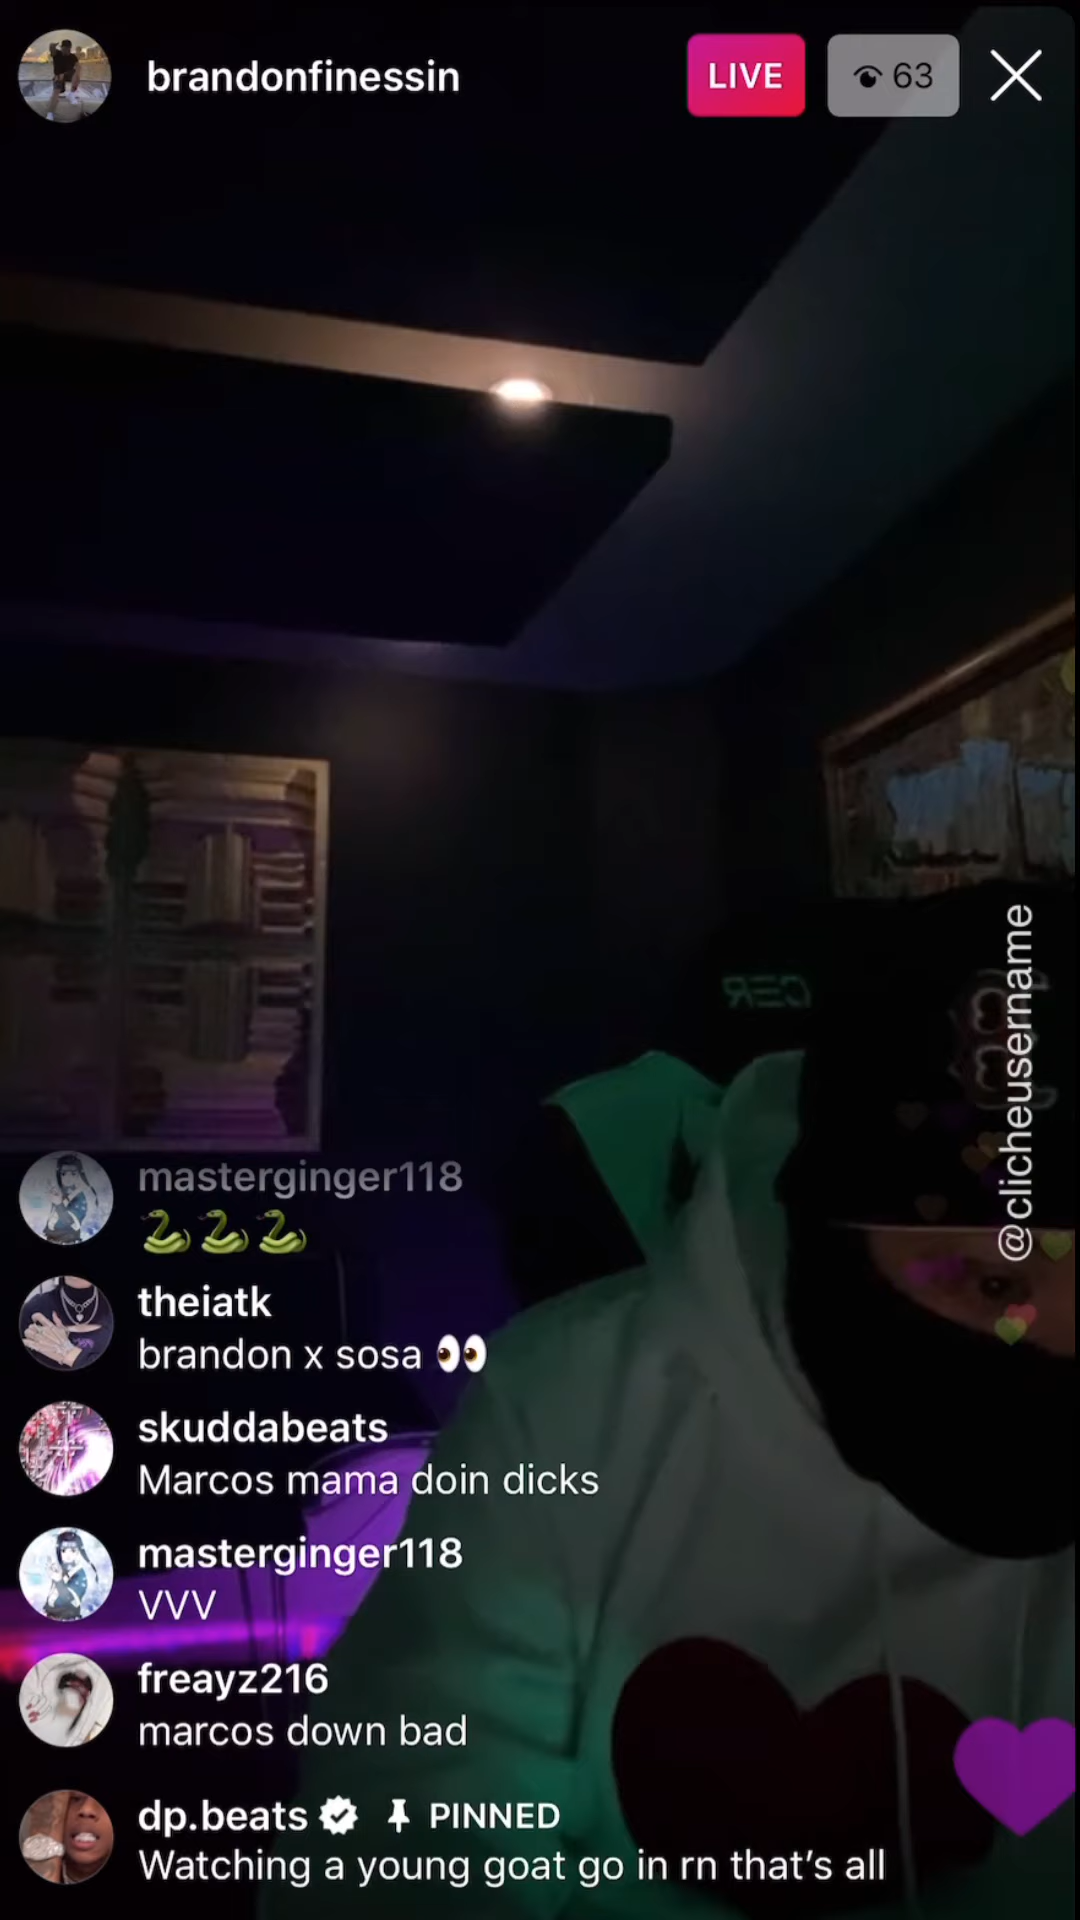 brandonfinessin
LIVE
63
CER
@clicheusername
masterginger118
🐍🐍🐍
theiatk
brandon x sosa 👀
skuddabeats
Marcos mama doin dicks
masterginger118
VVV
freayz216
marcos down bad
dp.beats PINNED
Watching a young goat go in rn that’s all